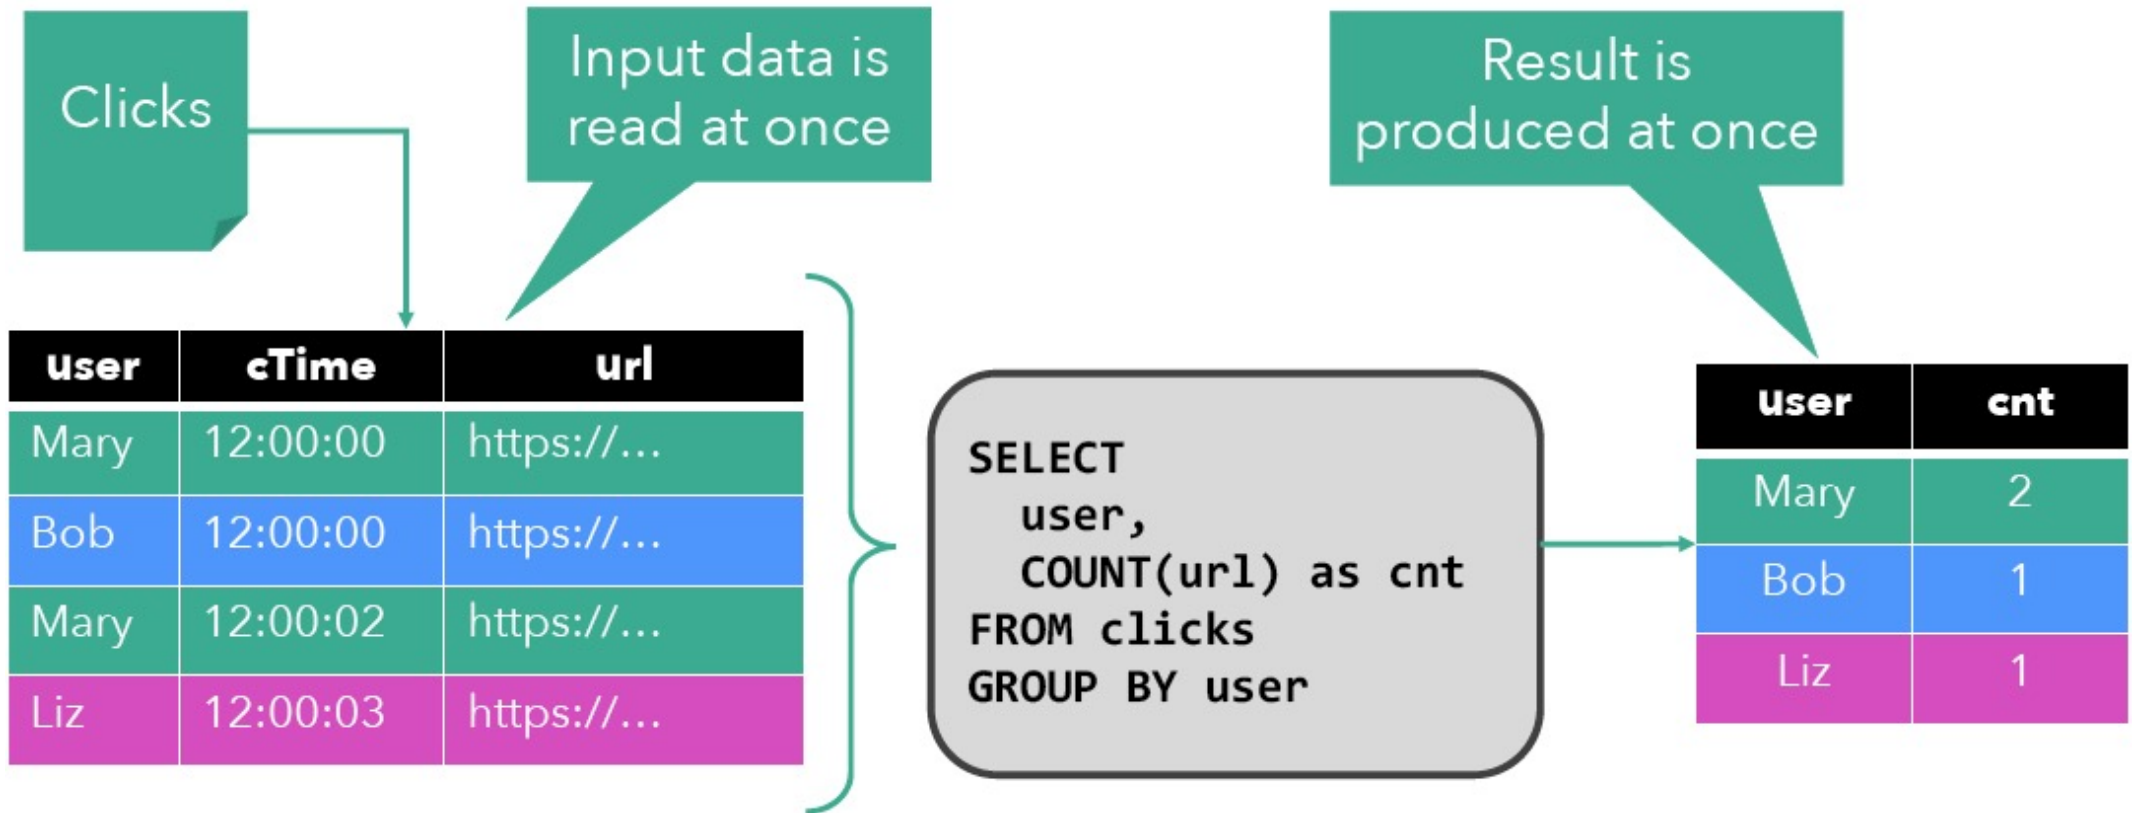 Clicks
Input data is
read at once
Result is
produced at once
user cTime url
Mary 12:00:00 https://...
Bob 12:00:00 https://...
Mary 12:00:02 https://...
Liz 12:00:03 https://...
SELECT
user,
COUNT(url) as cnt
FROM clicks
GROUP BY user
user cnt
Mary 2
Bob 1
Liz 1